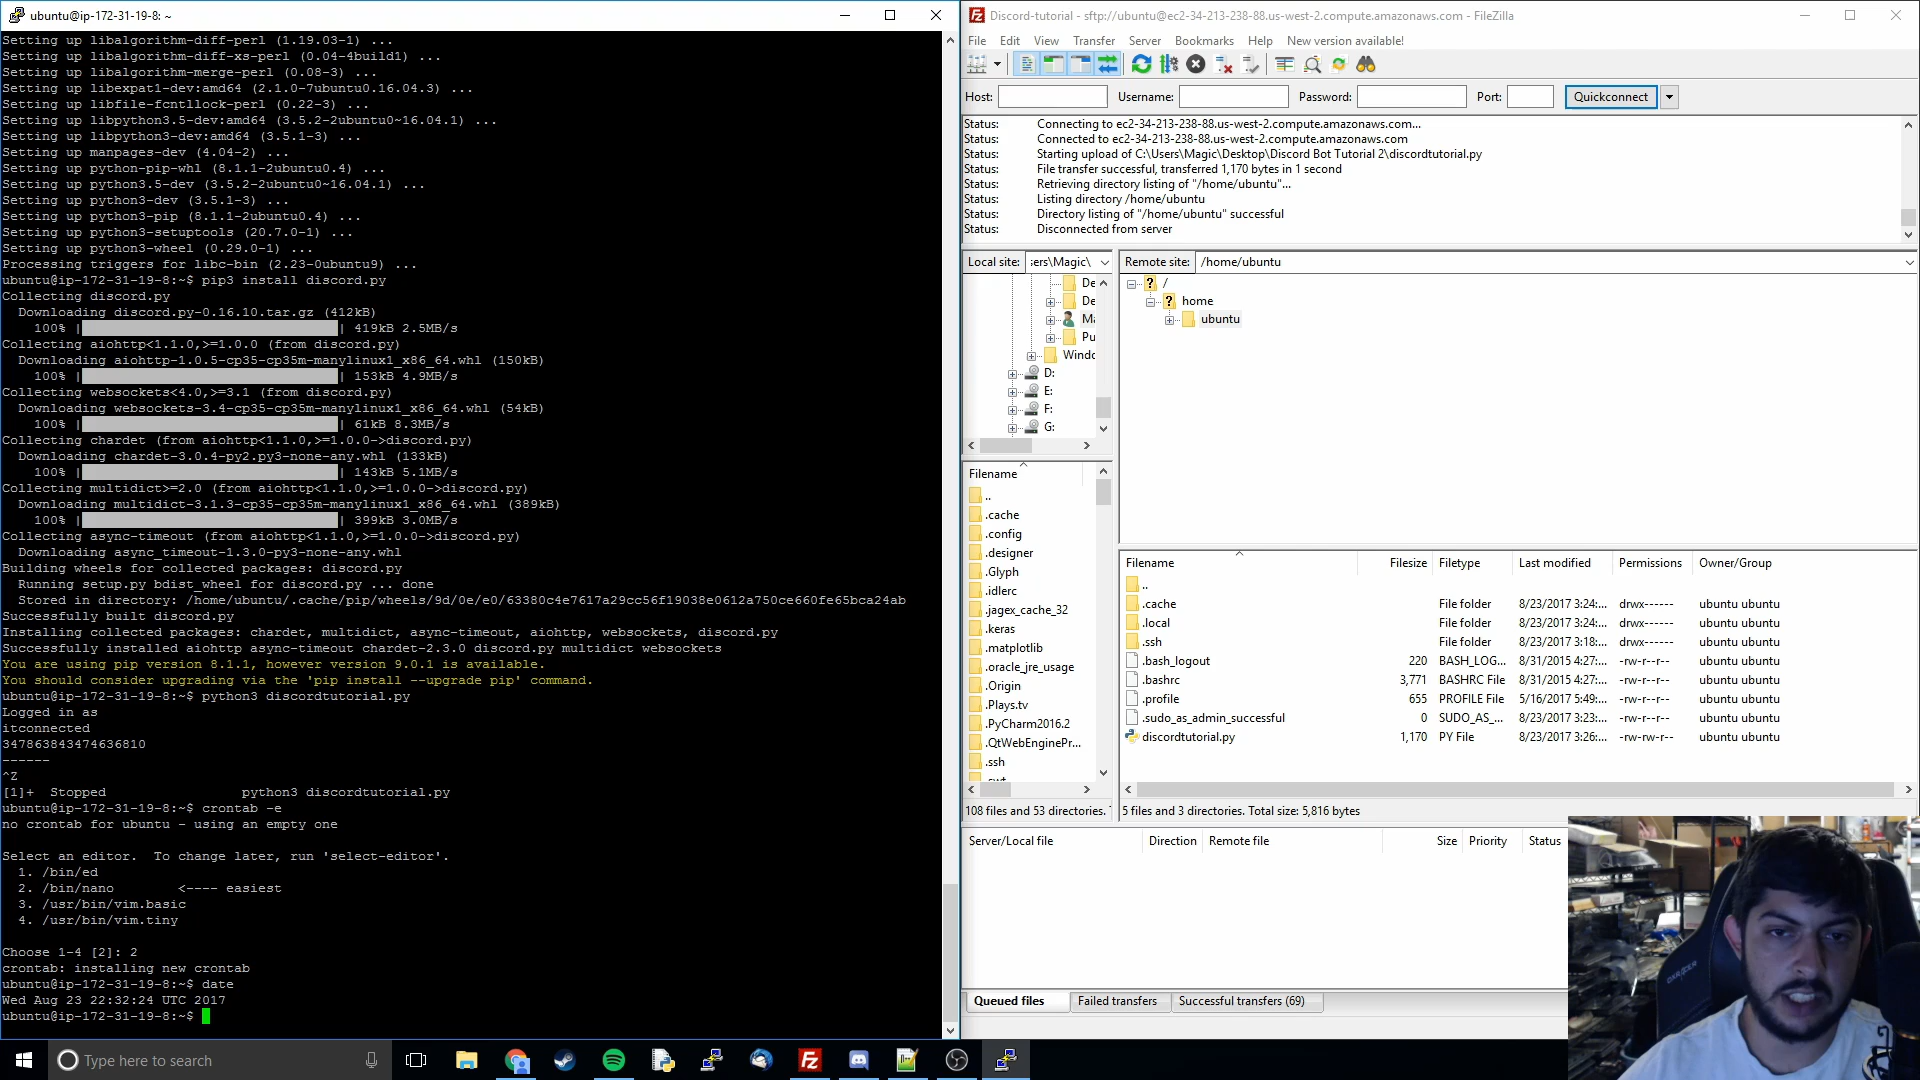 ubuntu@ip-172-31-19-8: ~
Setting up libalgorithm-diff-perl (1.19.03-1) ...
Setting up libalgorithm-diff-xs-perl (0.04-4build1) ...
Setting up libalgorithm-merge-perl (0.08-3) ...
Setting up libexpat1-dev:amd64 (2.1.0-7ubuntu0.16.04.3) ...
Setting up libfile-fcntllock-perl (0.22-3) ...
Setting up libpython3.5-dev:amd64 (3.5.2-2ubuntu0~16.04.1) ...
Setting up libpython3-dev:amd64 (3.5.1-3) ...
Setting up manpages-dev (4.04-2) ...
Setting up python-pip-whl (8.1.1-2ubuntu0.4) ...
Setting up python3.5-dev (3.5.2-2ubuntu0~16.04.1) ...
Setting up python3-dev (3.5.1-3) ...
Setting up python3-pip (8.1.1-2ubuntu0.4) ...
Setting up python3-setuptools (20.7.0-1) ...
Setting up python3-wheel (0.29.0-1) ...
Processing triggers for libc-bin (2.23-0ubuntu9) ...
ubuntu@ip-172-31-19-8:~$ pip3 install discord.py
Collecting discord.py
Downloading discord.py-0.16.10.tar.gz (412kB)
100% | | 419kB 2.5MB/s
Collecting aiohttp<1.1.0,>=1.0.0 (from discord.py)
Downloading aiohttp-1.0.5-cp35-cp35m-manylinux1_x86_64.whl (150kB)
100% | | 153kB 4.9MB/s
Collecting websockets<4.0,>=3.1 (from discord.py)
Downloading websockets-3.4-cp35-cp35m-manylinux1_x86_64.whl (54kB)
100% | | 61kB 8.3MB/s
Collecting chardet (from aiohttp<1.1.0,>=1.0.0->discord.py)
Downloading chardet-3.0.4-py2.py3-none-any.whl (133kB)
100% | | 143kB 5.1MB/s
Collecting multidict>=2.0 (from aiohttp<1.1.0,>=1.0.0->discord.py)
Downloading multidict-3.1.3-cp35-cp35m-manylinux1_x86_64.whl (389kB)
100% | | 399kB 3.0MB/s
Collecting async-timeout (from aiohttp<1.1.0,>=1.0.0->discord.py)
Downloading async_timeout-1.3.0-py3-none-any.whl
Building wheels for collected packages: discord.py
Running setup.py bdist_wheel for discord.py ... done
Stored in directory: /home/ubuntu/.cache/pip/wheels/9d/0e/e0/63380c4e7617a29cc56f19038e0612a750ce660fe65bca24ab
Successfully built discord.py
Installing collected packages: chardet, multidict, async-timeout, aiohttp, websockets, discord.py
Successfully installed aiohttp async-timeout chardet-2.3.0 discord.py multidict websockets
You are using pip version 8.1.1, however version 9.0.1 is available.
You should consider upgrading via the 'pip install --upgrade pip' command.
ubuntu@ip-172-31-19-8:~$ python3 discordtutorial.py
Logged in as
itconnected
347863843474636810
------
^Z
[1]+ Stopped python3 discordtutorial.py
ubuntu@ip-172-31-19-8:~$ crontab -e
no crontab for ubuntu - using an empty one
Select an editor. To change later, run 'select-editor'.
1. /bin/ed
2. /bin/nano <---- easiest
3. /usr/bin/vim.basic
4. /usr/bin/vim.tiny
Choose 1-4 [2]: 2
crontab: installing new crontab
ubuntu@ip-172-31-19-8:~$ date
Wed Aug 23 22:32:24 UTC 2017
ubuntu@ip-172-31-19-8:~$
Discord-tutorial - sftp://ubuntu@ec2-34-213-238-88.us-west-2.compute.amazonaws.com - FileZilla
File Edit View Transfer Server Bookmarks Help New version available!
Host: Username: Password: Port: Quickconnect
Status: Connecting to ec2-34-213-238-88.us-west-2.compute.amazonaws.com...
Status: Connected to ec2-34-213-238-88.us-west-2.compute.amazonaws.com
Status: Starting upload of C:\Users\Magic\Desktop\Discord Bot Tutorial 2\discordtutorial.py
Status: File transfer successful, transferred 1,170 bytes in 1 second
Status: Retrieving directory listing of "/home/ubuntu"...
Status: Listing directory /home/ubuntu
Status: Directory listing of "/home/ubuntu" successful
Status: Disconnected from server
Local site: :ers\Magic\
De
De
Ma
Pu
Windo
D:
E:
F:
G:
Remote site: /home/ubuntu
/
home
ubuntu
Filename
..
.cache
.config
.designer
.Glyph
.idlerc
.jagex_cache_32
.keras
.matplotlib
.oracle_jre_usage
.Origin
.Plays.tv
.PyCharm2016.2
.QtWebEnginePr...
.ssh
.swt
108 files and 53 directories.
Filename Filesize Filetype Last modified Permissions Owner/Group
..
.cache File folder 8/23/2017 3:24:... drwx------ ubuntu ubuntu
.local File folder 8/23/2017 3:24:... drwx------ ubuntu ubuntu
.ssh File folder 8/23/2017 3:18:... drwx------ ubuntu ubuntu
.bash_logout 220 BASH_LOG... 8/31/2015 4:27:... -rw-r--r-- ubuntu ubuntu
.bashrc 3,771 BASHRC File 8/31/2015 4:27:... -rw-r--r-- ubuntu ubuntu
.profile 655 PROFILE File 5/16/2017 5:49:... -rw-r--r-- ubuntu ubuntu
.sudo_as_admin_successful 0 SUDO_AS_... 8/23/2017 3:23:... -rw-r--r-- ubuntu ubuntu
discordtutorial.py 1,170 PY File 8/23/2017 3:26:... -rw-rw-r-- ubuntu ubuntu
5 files and 3 directories. Total size: 5,816 bytes
Server/Local file Direction Remote file Size Priority Status
Queued files Failed transfers Successful transfers (69)
Type here to search